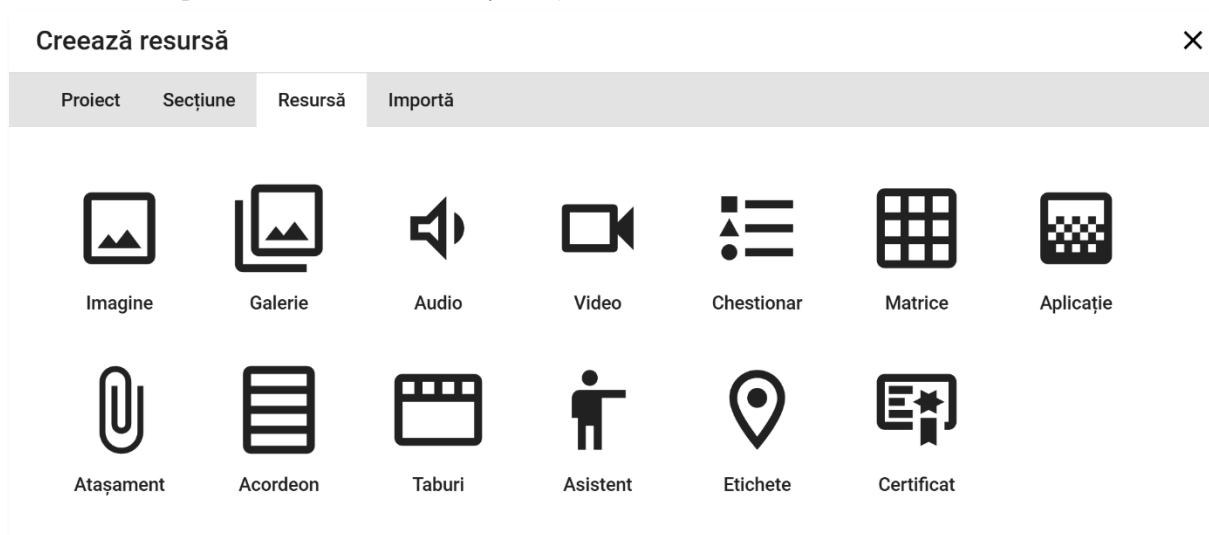 Creează resursă
Proiect Secțiune Resursă Importă
Imagine Galerie Audio Video Chestionar Matrice Aplicație
Atașament Acordeon Taburi Asistent Etichete Certificat